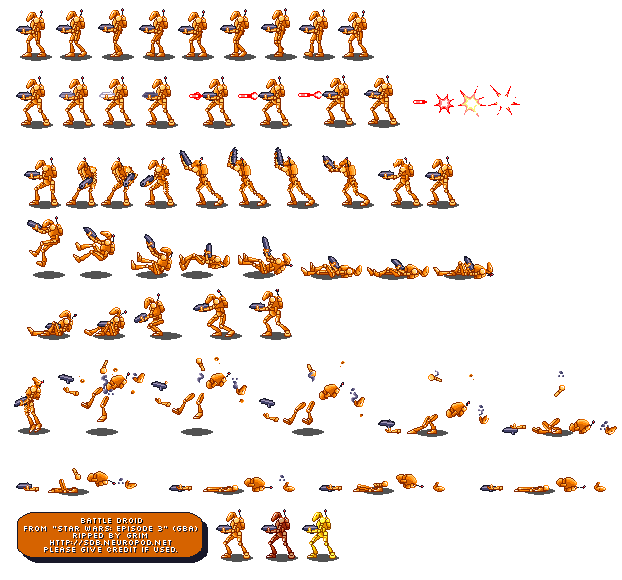 BATTLE DROID
FROM "STAR WARS: EPISODE 3" (GBA)
RIPPED BY GRIM
HTTP://SDB.NEUROPOD.NET
PLEASE GIVE CREDIT IF USED.